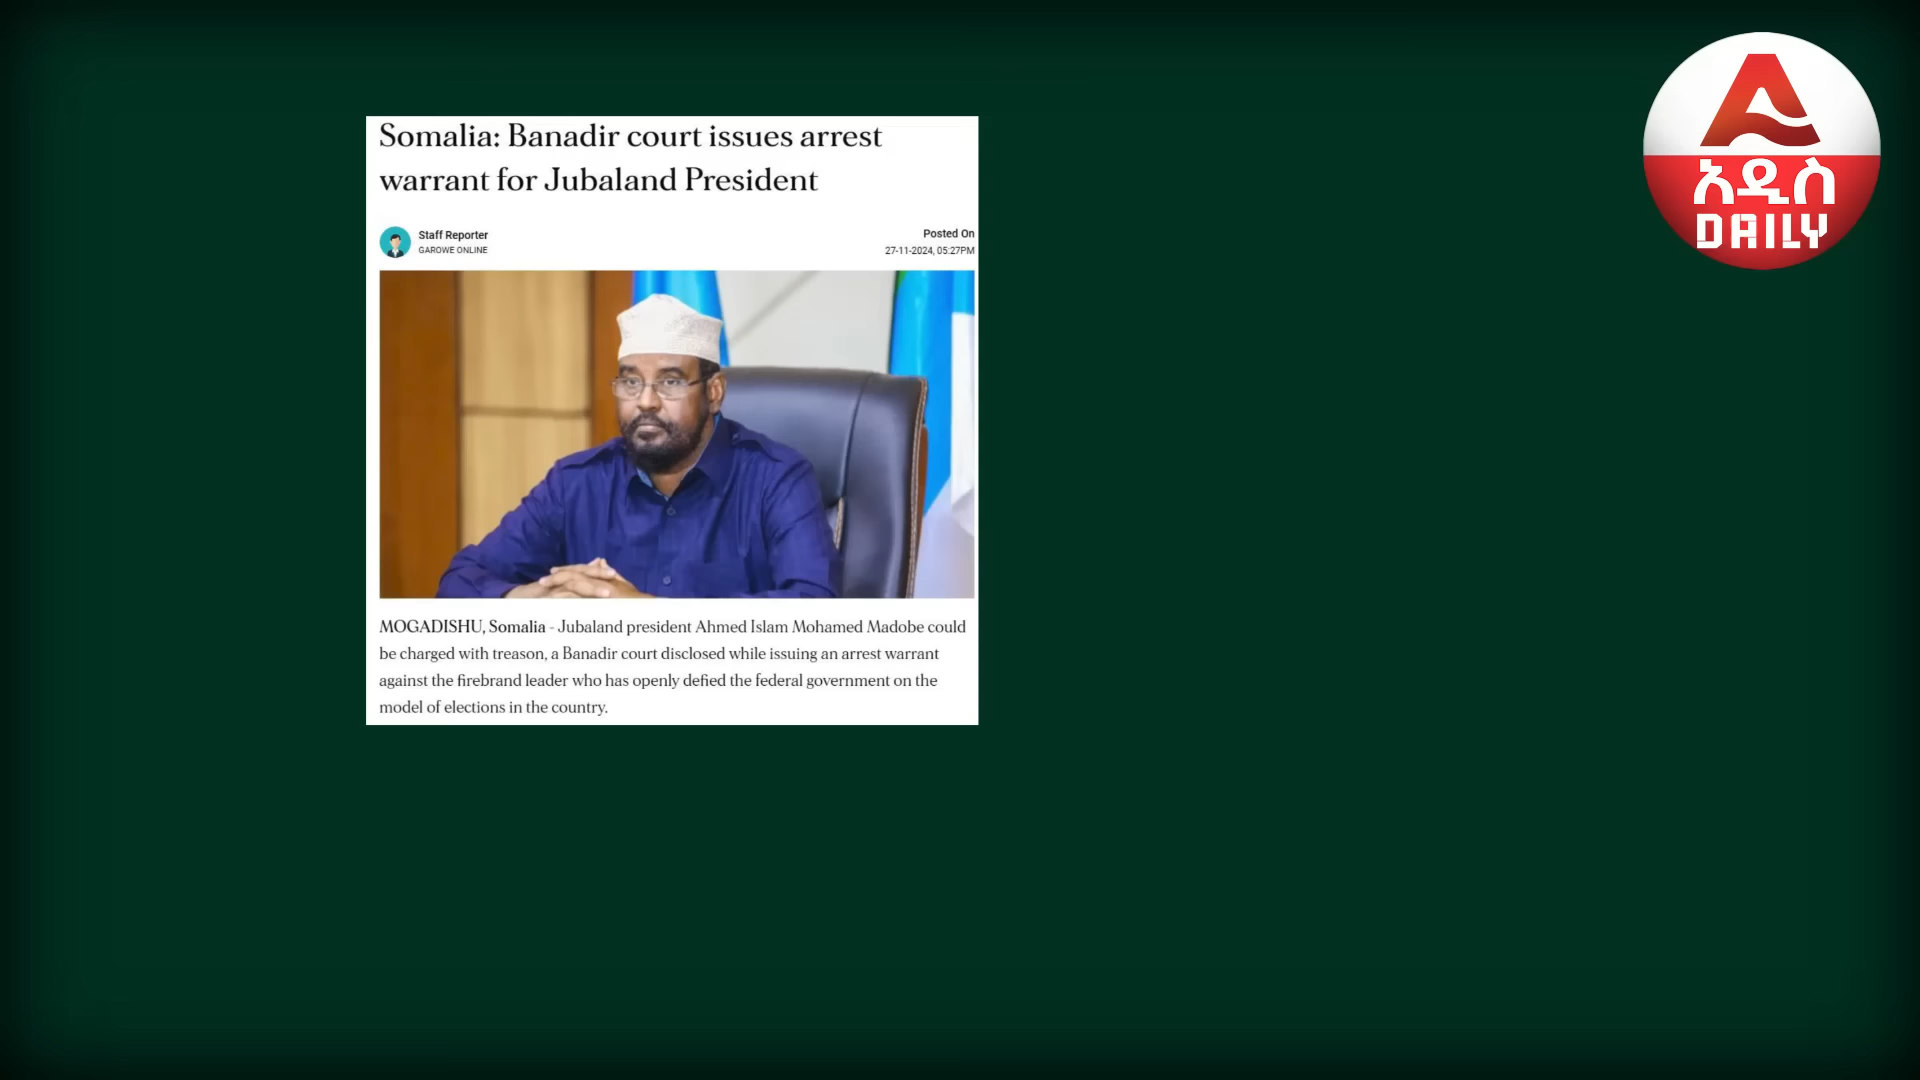 Somalia: Banadir court issues arrest
warrant for Jubaland President
Staff Reporter
GAROWE ONLINE
Posted On
27-11-2024, 05:27PM
MOGADISHU, Somalia - Jubaland president Ahmed Islam Mohamed Madobe could
be charged with treason, a Banadir court disclosed while issuing an arrest warrant
against the firebrand leader who has openly defied the federal government on the
model of elections in the country.
አዲስ
DAILY